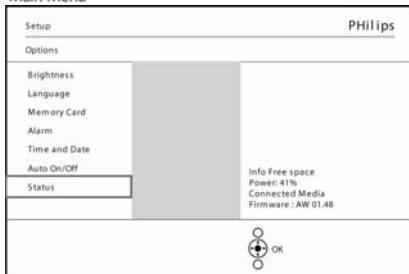 Main Menu
Setup
PHilips
Options
Brightness
Language
Memory Card
Alarm
Time and Date
Auto On/Off
Status
Info Free space
Power: 41%
Connected Media
Firmware : AW 01.48
OK